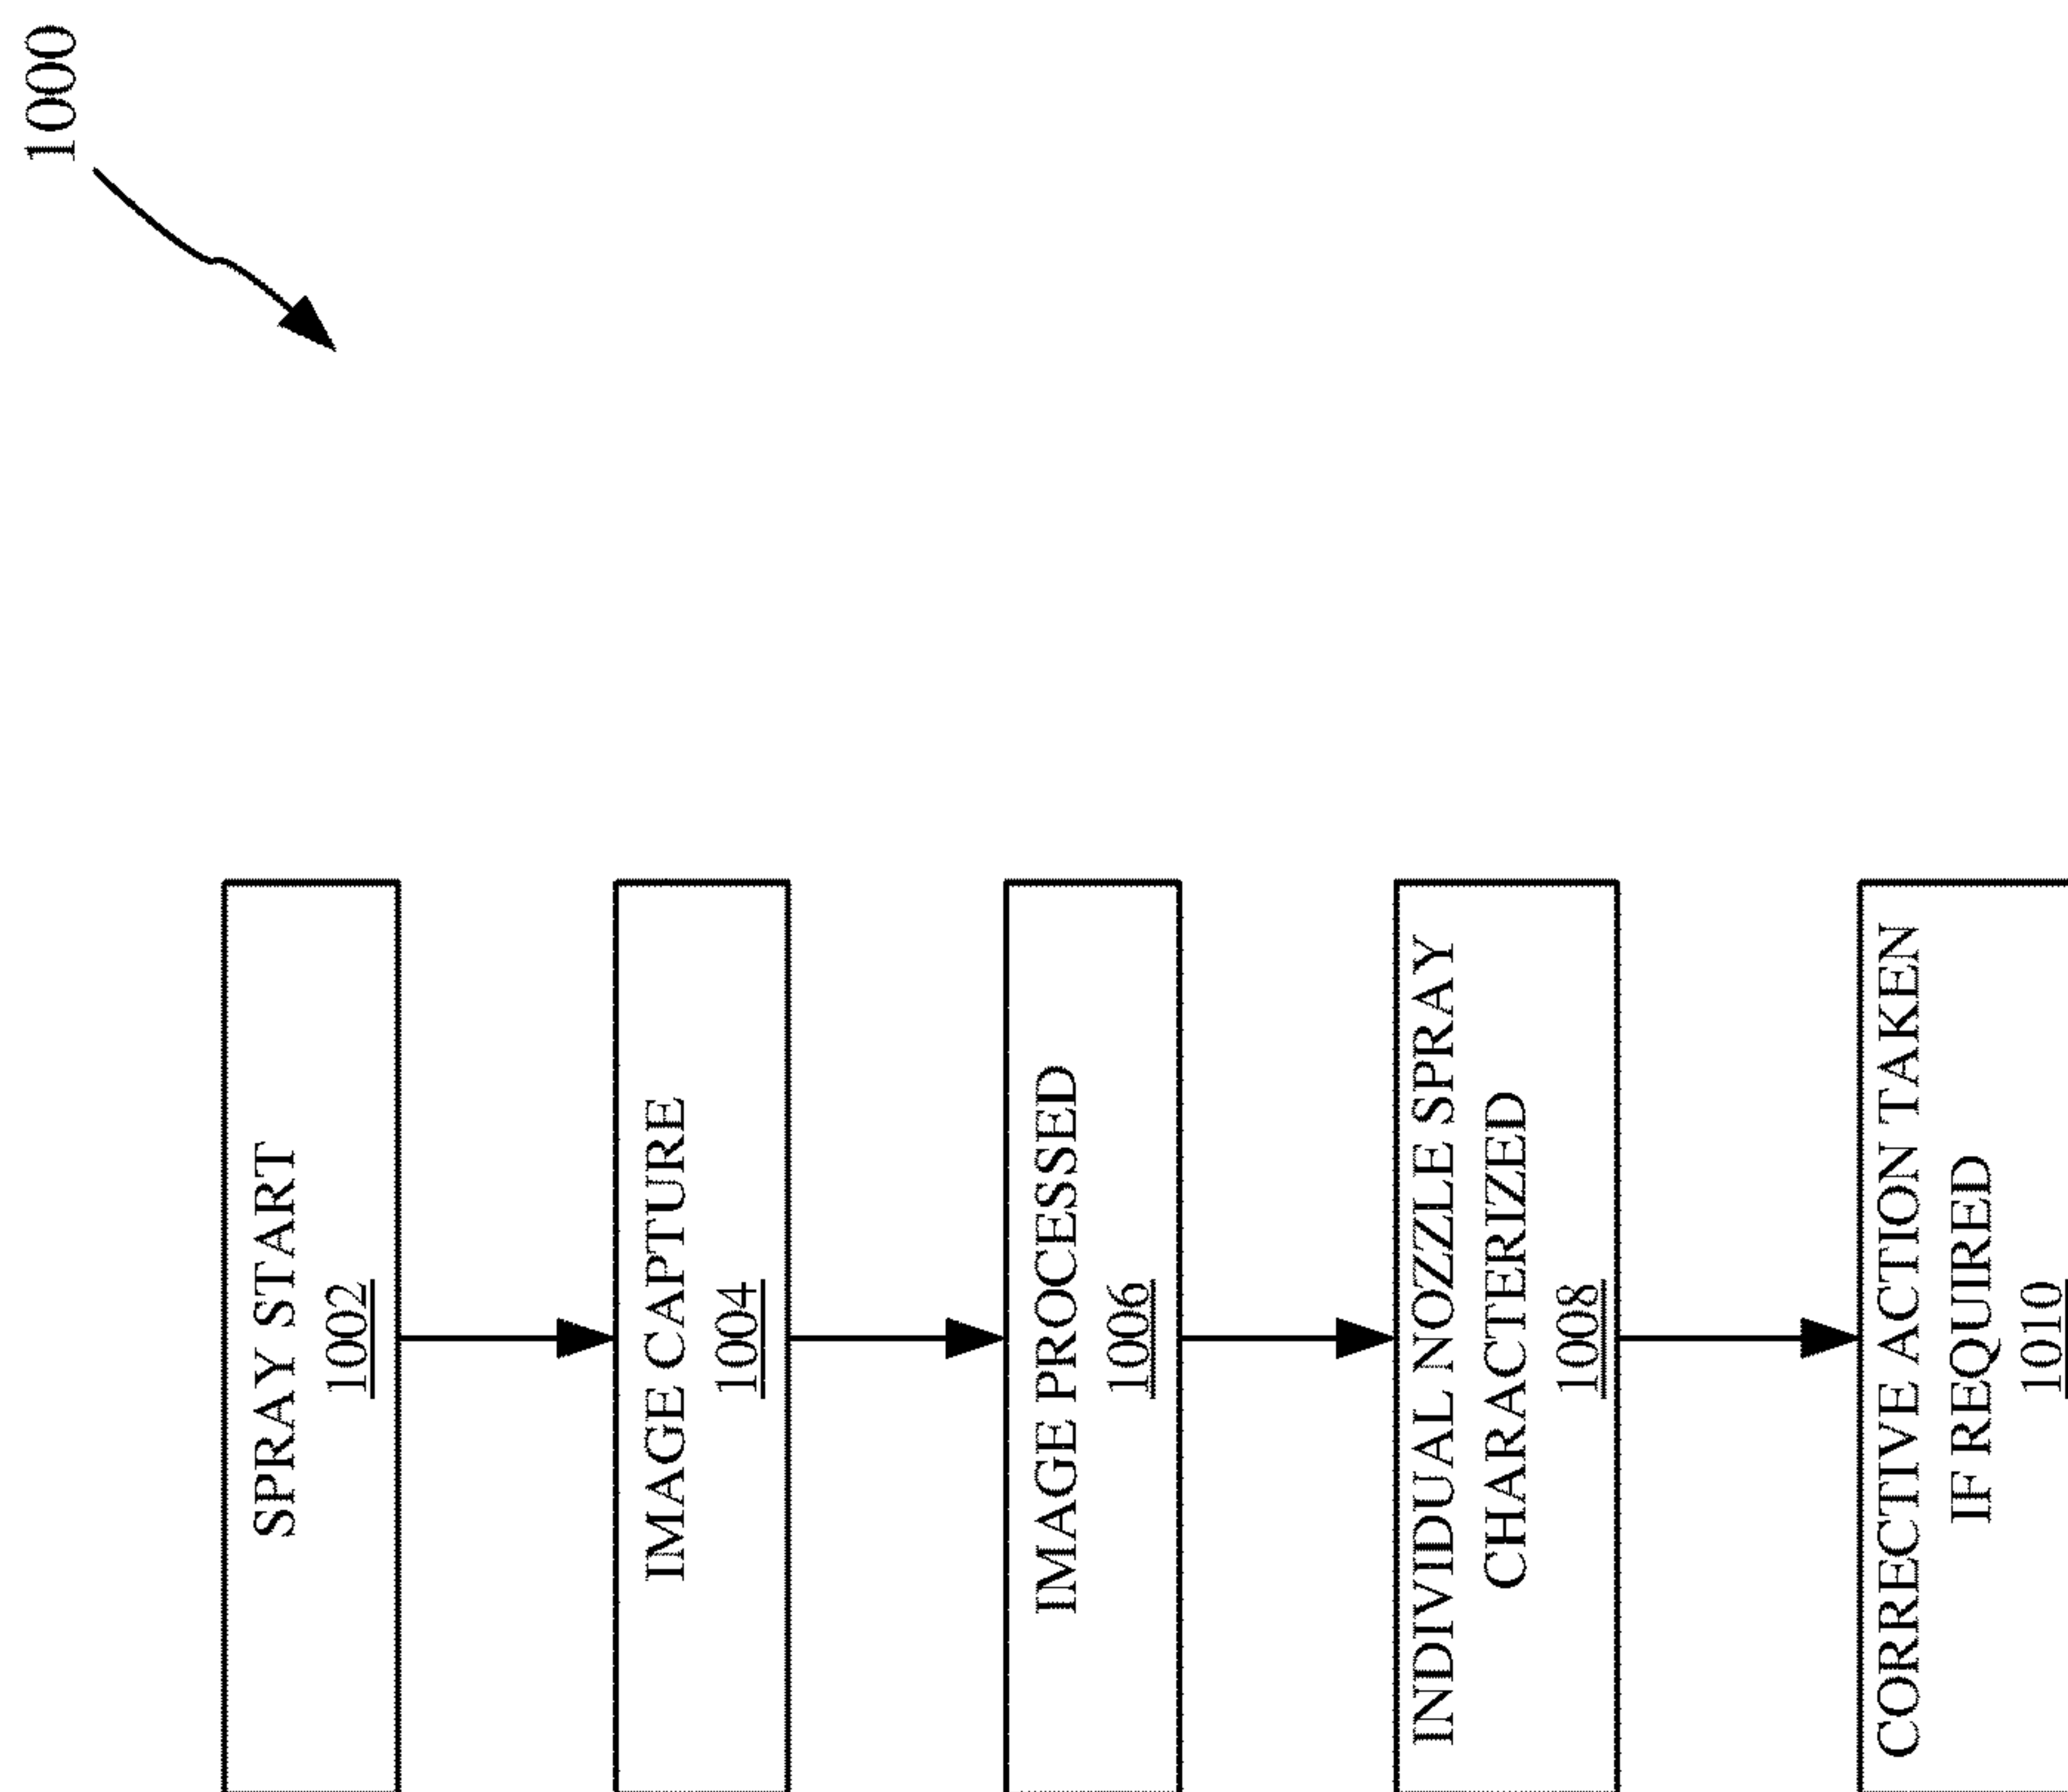 1000
SPRAY START
1002
IMAGE CAPTURE
1004
IMAGE PROCESSED
1006
INDIVIDUAL NOZZLE SPRAY
CHARACTERIZED
1008
CORRECTIVE ACTION TAKEN
IF REQUIRED
1010